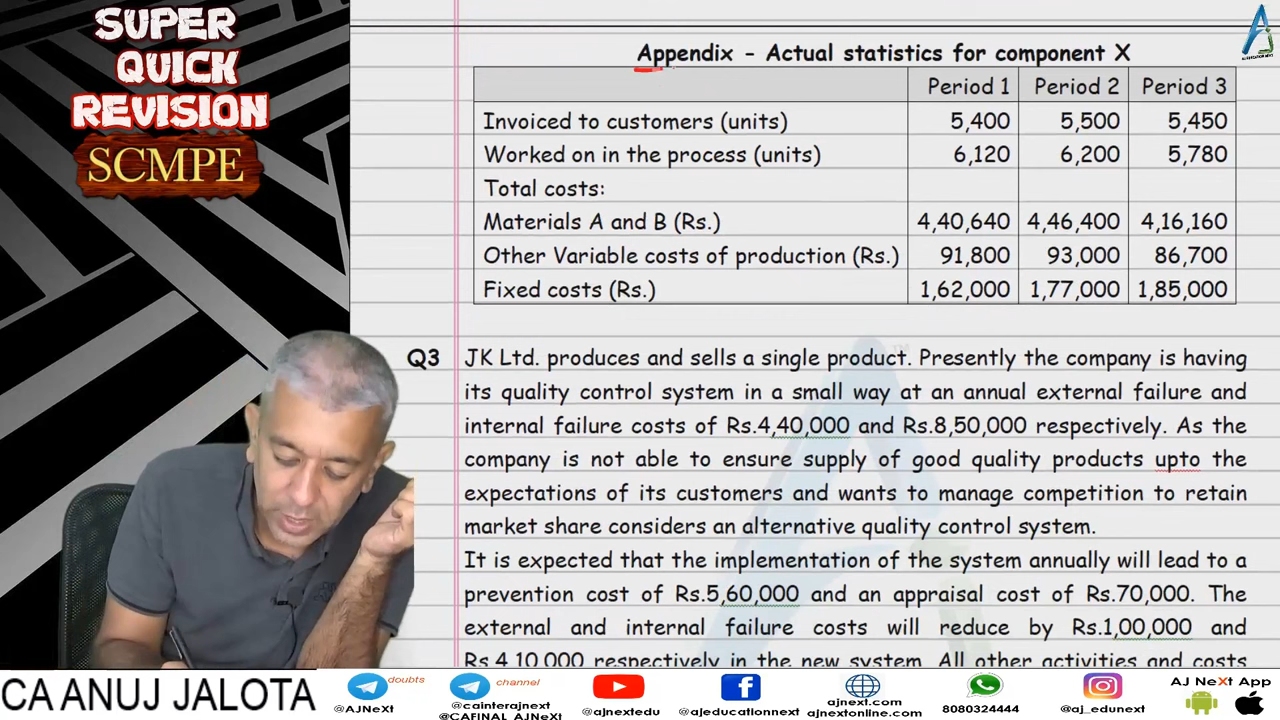 SUPER
QUICK
REVISION
SCMPE
Appendix - Actual statistics for component X
Period 1 Period 2 Period 3
Invoiced to customers (units) 5,400 5,500 5,450
Worked on in the process (units) 6,120 6,200 5,780
Total costs:
Materials A and B (Rs.) 4,40,640 4,46,400 4,16,160
Other Variable costs of production (Rs.) 91,800 93,000 86,700
Fixed costs (Rs.) 1,62,000 1,77,000 1,85,000
Q3 JK Ltd. produces and sells a single product. Presently the company is having
its quality control system in a small way at an annual external failure and
internal failure costs of Rs.4,40,000 and Rs.8,50,000 respectively. As the
company is not able to ensure supply of good quality products upto the
expectations of its customers and wants to manage competition to retain
market share considers an alternative quality control system.
It is expected that the implementation of the system annually will lead to a
prevention cost of Rs.5,60,000 and an appraisal cost of Rs.70,000. The
external and internal failure costs will reduce by Rs.1,00,000 and
Rs.4,10,000 respectively in the new system. All other activities and costs
CA ANUJ JALOTA
doubts
@AJNeXt
channel
@cainterajnext
@CAFINAL_AJNeXt
@ajnextedu
@ajeducationnext
ajnext.com
ajnextonline.com
8080324444
@aj_edunext
AJ NeXt App